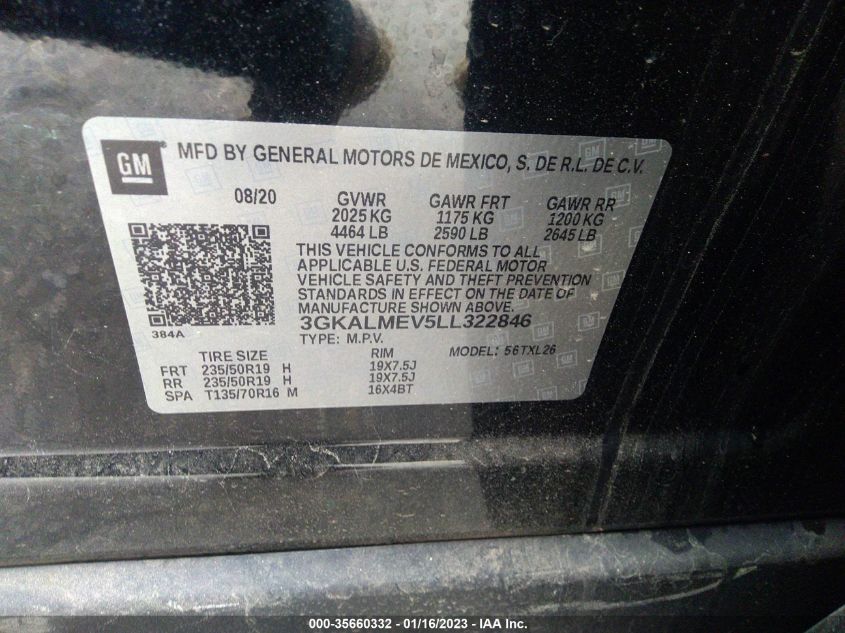 GM
MFD BY GENERAL MOTORS DE MEXICO, S. DE R.L. DE C.V.
08/20 GVWR GAWR FRT GAWR RR
2025 KG 1175 KG 1200 KG
4464 LB 2590 LB 2645 LB
THIS VEHICLE CONFORMS TO ALL
APPLICABLE U.S. FEDERAL MOTOR
VEHICLE SAFETY AND THEFT PREVENTION
STANDARDS IN EFFECT ON THE DATE OF
MANUFACTURE SHOWN ABOVE.
384A 3GKALMEV5LL322846
TYPE: M.P.V. MODEL: 56TXL26
TIRE SIZE RIM
FRT 235/50R19 H 19X7.5J
RR 235/50R19 H 19X7.5J
SPA T135/70R16 M 16X4BT
000-35660332 / 01/16/2023 - IAA Inc.